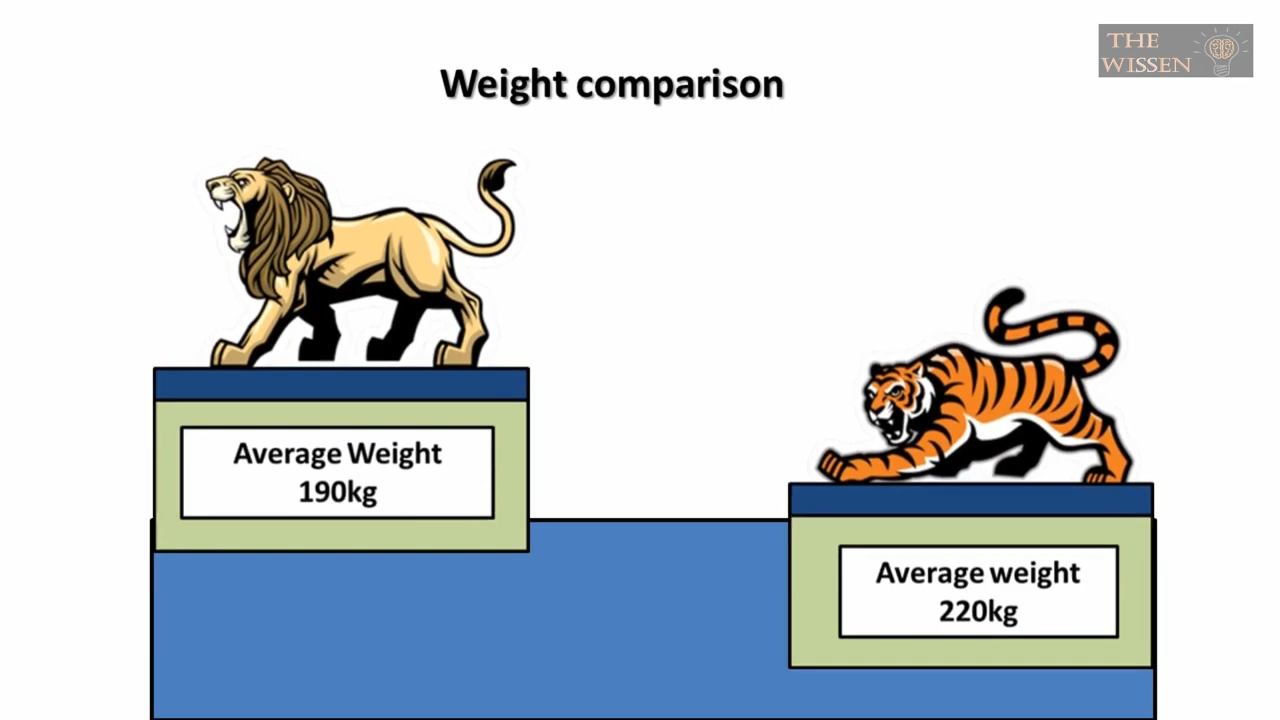 THE
WISSEN
Weight comparison
Average Weight
190kg
Average weight
220kg